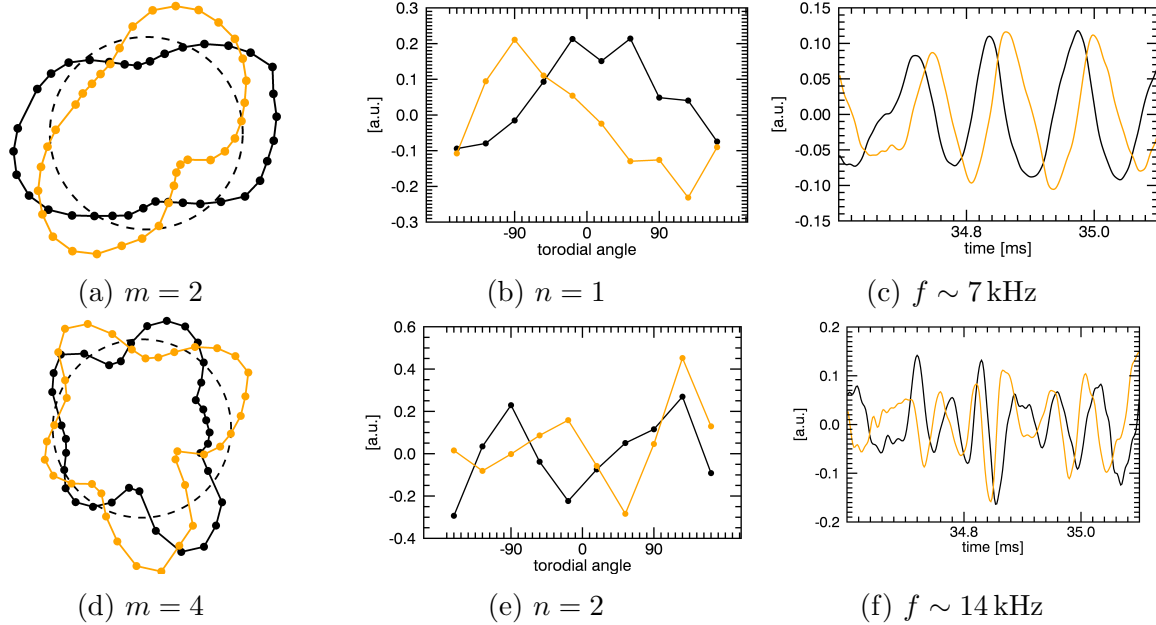 0.3
0.2
0.1
0.0
-0.1
-0.2
-0.3
[a.u.]
-90 0 90
torodial angle
0.15
0.10
0.05
0.00
-0.05
-0.10
-0.15
[a.u.]
34.8 35.0
time [ms]
(a) m = 2
(b) n = 1
(c) f ∼ 7 kHz
0.6
0.4
0.2
0.0
-0.2
-0.4
[a.u.]
-90 0 90
torodial angle
0.2
0.1
0.0
-0.1
-0.2
[a.u.]
34.8 35.0
time [ms]
(d) m = 4
(e) n = 2
(f) f ∼ 14 kHz